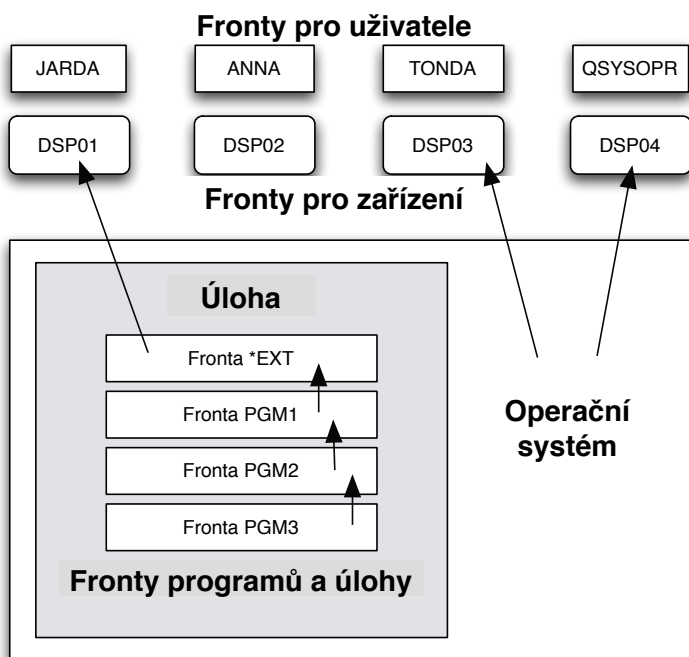 Fronty pro uživatele
JARDA
ANNA
TONDA
QSYSOPR
DSP01
DSP02
DSP03
DSP04
Fronty pro zařízení
Úloha
Fronta *EXT
Fronta PGM1
Fronta PGM2
Fronta PGM3
Fronty programů a úlohy
Operační
systém